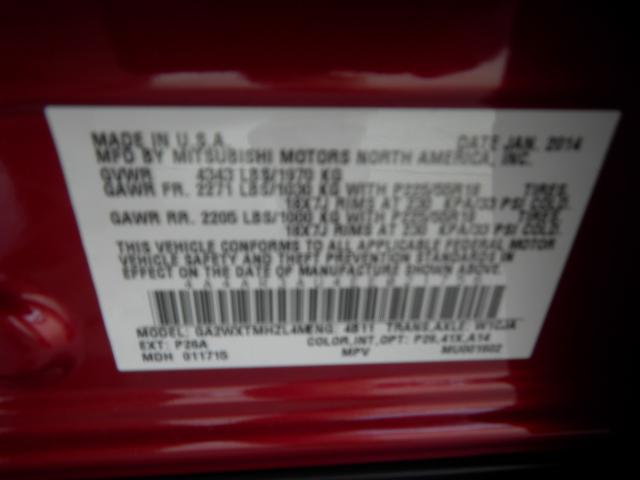 MADE IN U.S.A. DATE JAN. 2014
MFD BY MITSUBISHI MOTORS NORTH AMERICA, INC.
GVWR 4343 LBS/1970 KG
GAWR FR. 2271 LBS/1030 KG WITH P225/55R18 TIRES,
18X7J RIMS AT 230 KPA/33 PSI COLD.
GAWR RR. 2205 LBS/1000 KG WITH P225/55R18 TIRES,
18X7J RIMS AT 230 KPA/33 PSI COLD.
THIS VEHICLE CONFORMS TO ALL APPLICABLE FEDERAL MOTOR
VEHICLE SAFETY AND THEFT PREVENTION STANDARDS IN
EFFECT ON THE DATE OF MANUFACTURE SHOWN ABOVE.
MODEL: GA2WXTMHZL4M ENG: 4B11 TRANS,AXLE: W1CJA
EXT: P26A COLOR,INT,OPT: P26,41X,A14
MDH 011715 MPV MU001602